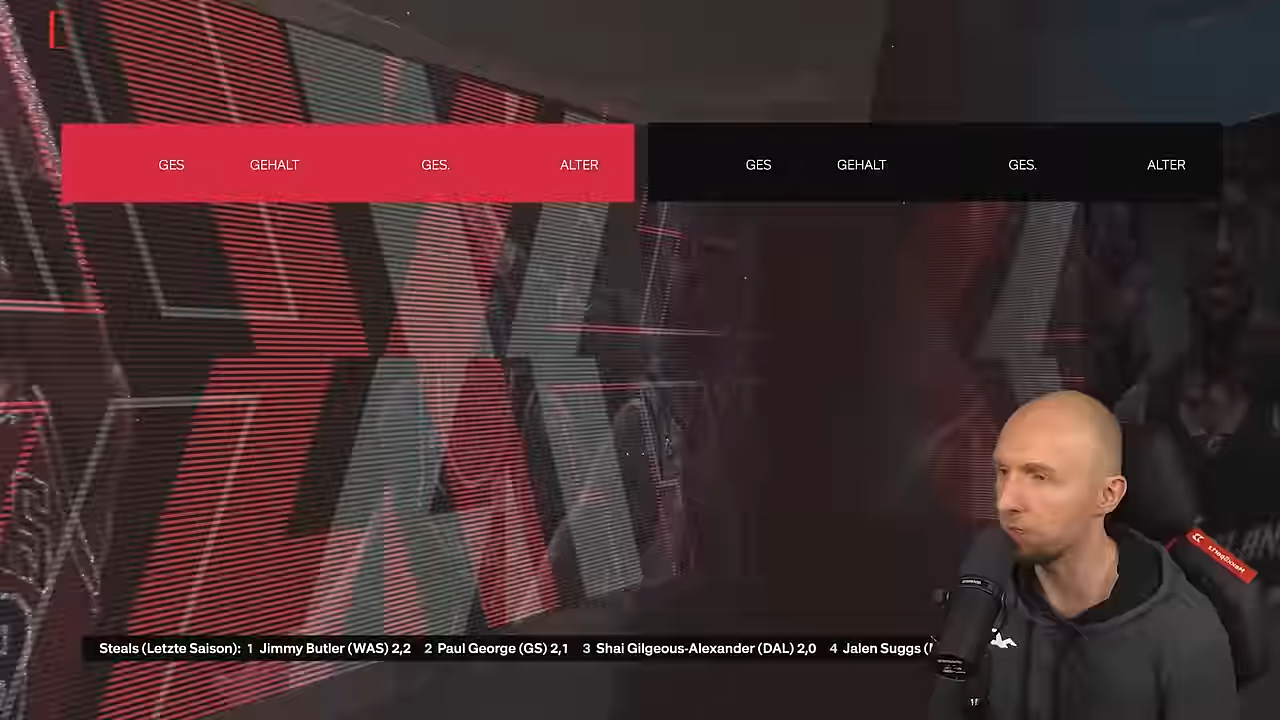 GES GEHALT GES. ALTER GES GEHALT GES. ALTER
Steals (Letzte Saison): 1 Jimmy Butler (WAS) 2,2 2 Paul George (GS) 2,1 3 Shai Gilgeous-Alexander (DAL) 2,0 4 Jalen Suggs (